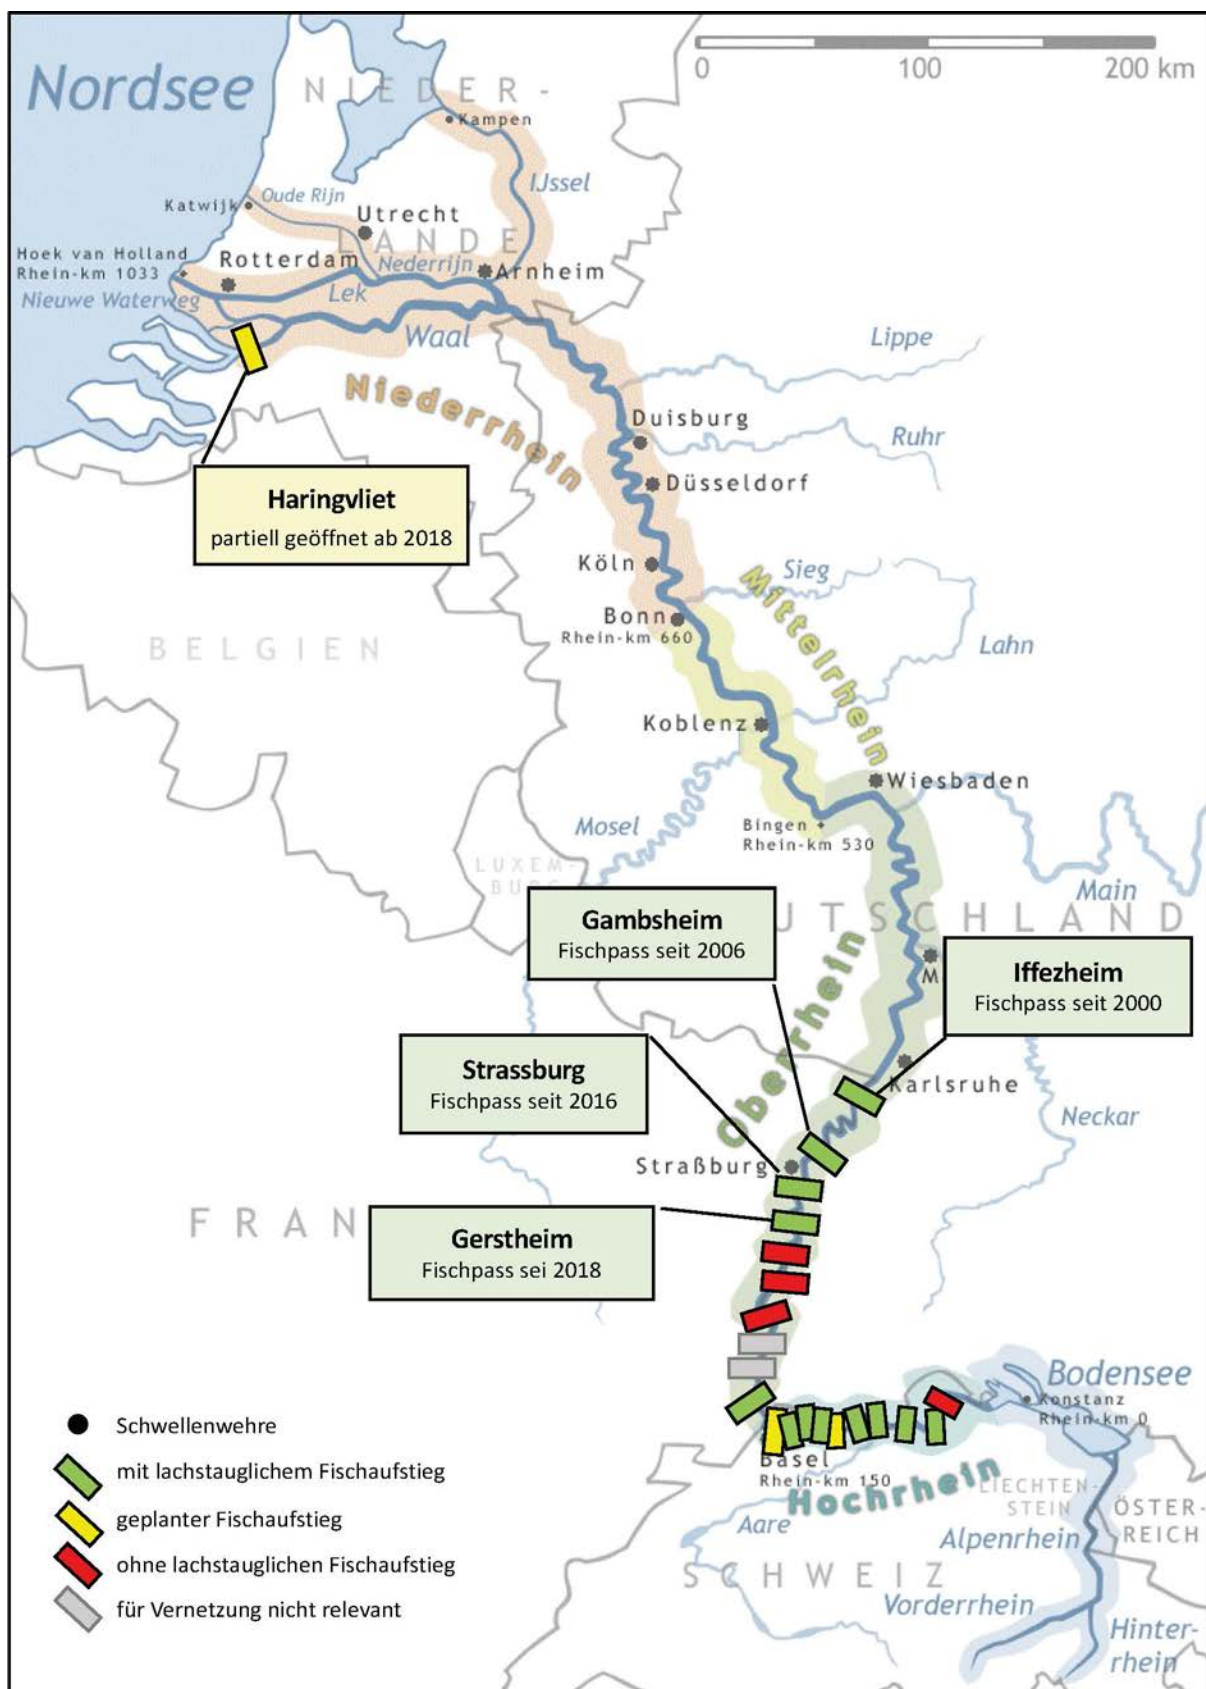 Nordsee
NIEDER-
0 100 200 km
Kampen
IJssel
Katwijk
Oude Rijn
Utrecht
LANDE
Hoek van Holland
Rhein-km 1033
Rotterdam
Nederrijn
Arnheim
Nieuwe Waterweg
Lek
Waal
Lippe
Niederrhein
Duisburg
Ruhr
Düsseldorf
Haringvliet
partiell geöffnet ab 2018
Köln
Sieg
Mittelrhein
Bonn
Rhein-km 660
BELGIEN
Lahn
Koblenz
Wiesbaden
Mosel
Bingen
Rhein-km 530
LUXEM-
BURG
Main
Gambsheim
Fischpass seit 2006
UTSCHLAND
Iffezheim
Fischpass seit 2000
M
Oberrhein
Strassburg
Fischpass seit 2016
Karlsruhe
Neckar
Straßburg
FRAN
Gerstheim
Fischpass sei 2018
Bodensee
Konstanz
Rhein-km 0
Basel
Rhein-km 150
Hochrhein
LIECHTEN-
STEIN
ÖSTER-
REICH
Aare
Alpenrhein
SCHWEIZ
Vorderrhein
Hinter-
rhein
Schwellenwehre
mit lachstauglichem Fischaufstieg
geplanter Fischaufstieg
ohne lachstauglichen Fischaufstieg
für Vernetzung nicht relevant